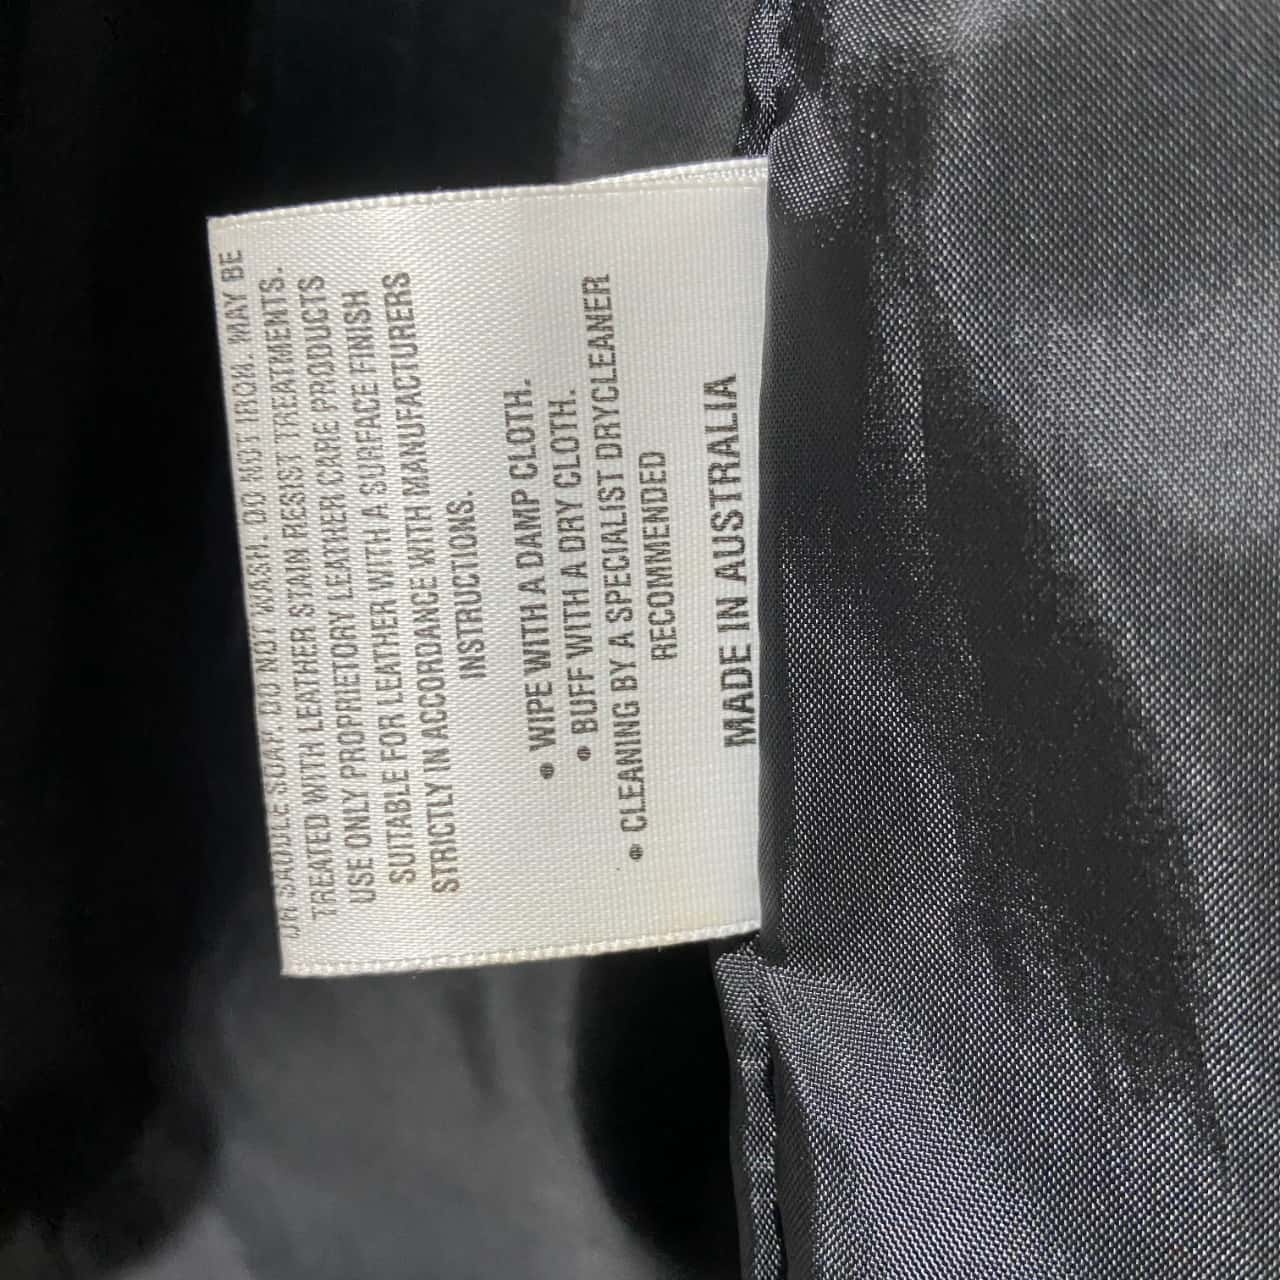 OR SADDLE SOAP. DO NOT WASH. DO NOT IRON. MAY BE
TREATED WITH LEATHER STAIN RESIST TREATMENTS.
USE ONLY PROPRIETORY LEATHER CARE PRODUCTS
SUITABLE FOR LEATHER WITH A SURFACE FINISH
STRICTLY IN ACCORDANCE WITH MANUFACTURERS
INSTRUCTIONS.
• WIPE WITH A DAMP CLOTH.
• BUFF WITH A DRY CLOTH.
• CLEANING BY A SPECIALIST DRYCLEANER
RECOMMENDED
MADE IN AUSTRALIA